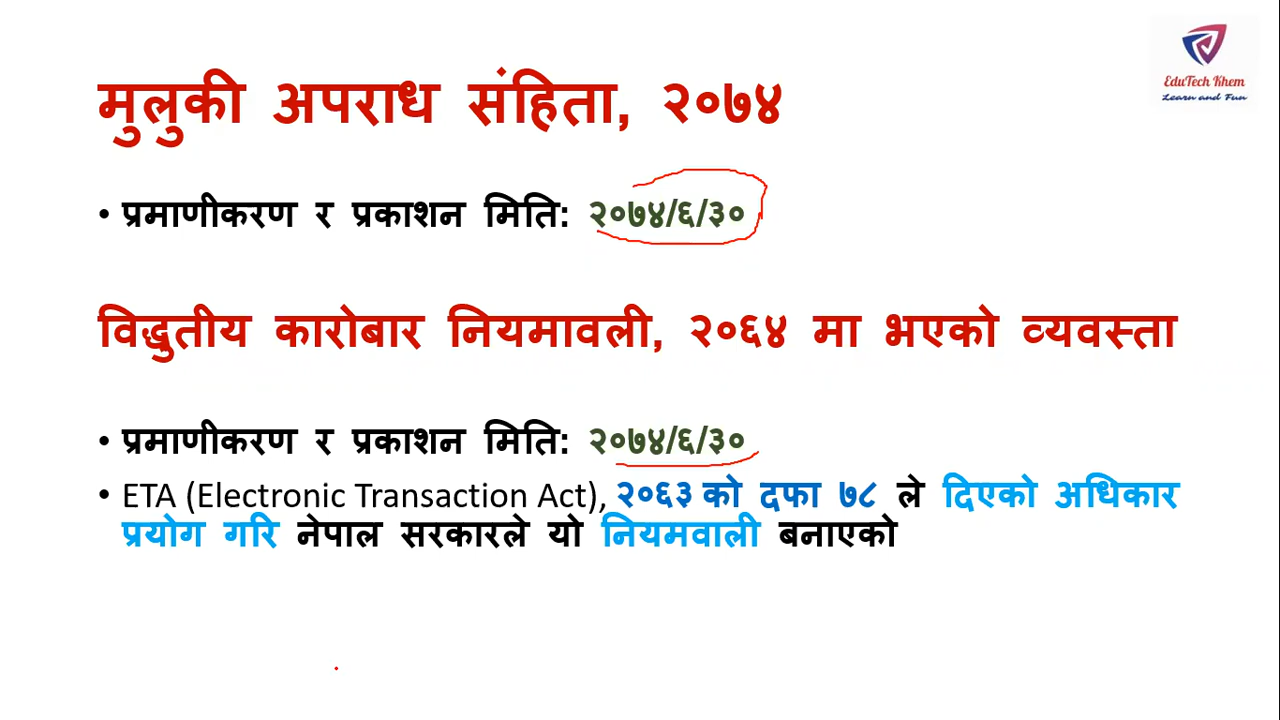 EduTech Khem
Learn and Fun
मुलुकी अपराध संहिता, २०७४
• प्रमाणीकरण र प्रकाशन मिति: २०७४/६/३०
विद्धुतीय कारोबार नियमावली, २०६४ मा भएको व्यवस्ता
• प्रमाणीकरण र प्रकाशन मिति: २०७४/६/३०
• ETA (Electronic Transaction Act), २०६३ को दफा ७८ ले दिएको अधिकार
प्रयोग गरि नेपाल सरकारले यो नियमवाली बनाएको